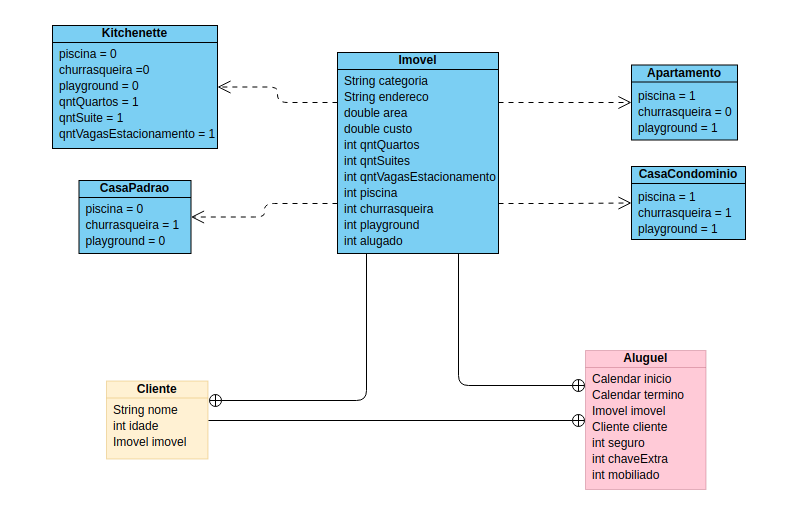 Kitchenette
piscina = 0
churrasqueira =0
playground = 0
qntQuartos = 1
qntSuite = 1
qntVagasEstacionamento = 1
Imovel
String categoria
String endereco
double area
double custo
int qntQuartos
int qntSuites
int qntVagasEstacionamento
int piscina
int churrasqueira
int playground
int alugado
Apartamento
piscina = 1
churrasqueira = 0
playground = 1
CasaPadrao
piscina = 0
churrasqueira = 1
playground = 0
CasaCondominio
piscina = 1
churrasqueira = 1
playground = 1
Cliente
String nome
int idade
Imovel imovel
Aluguel
Calendar inicio
Calendar termino
Imovel imovel
Cliente cliente
int seguro
int chaveExtra
int mobiliado